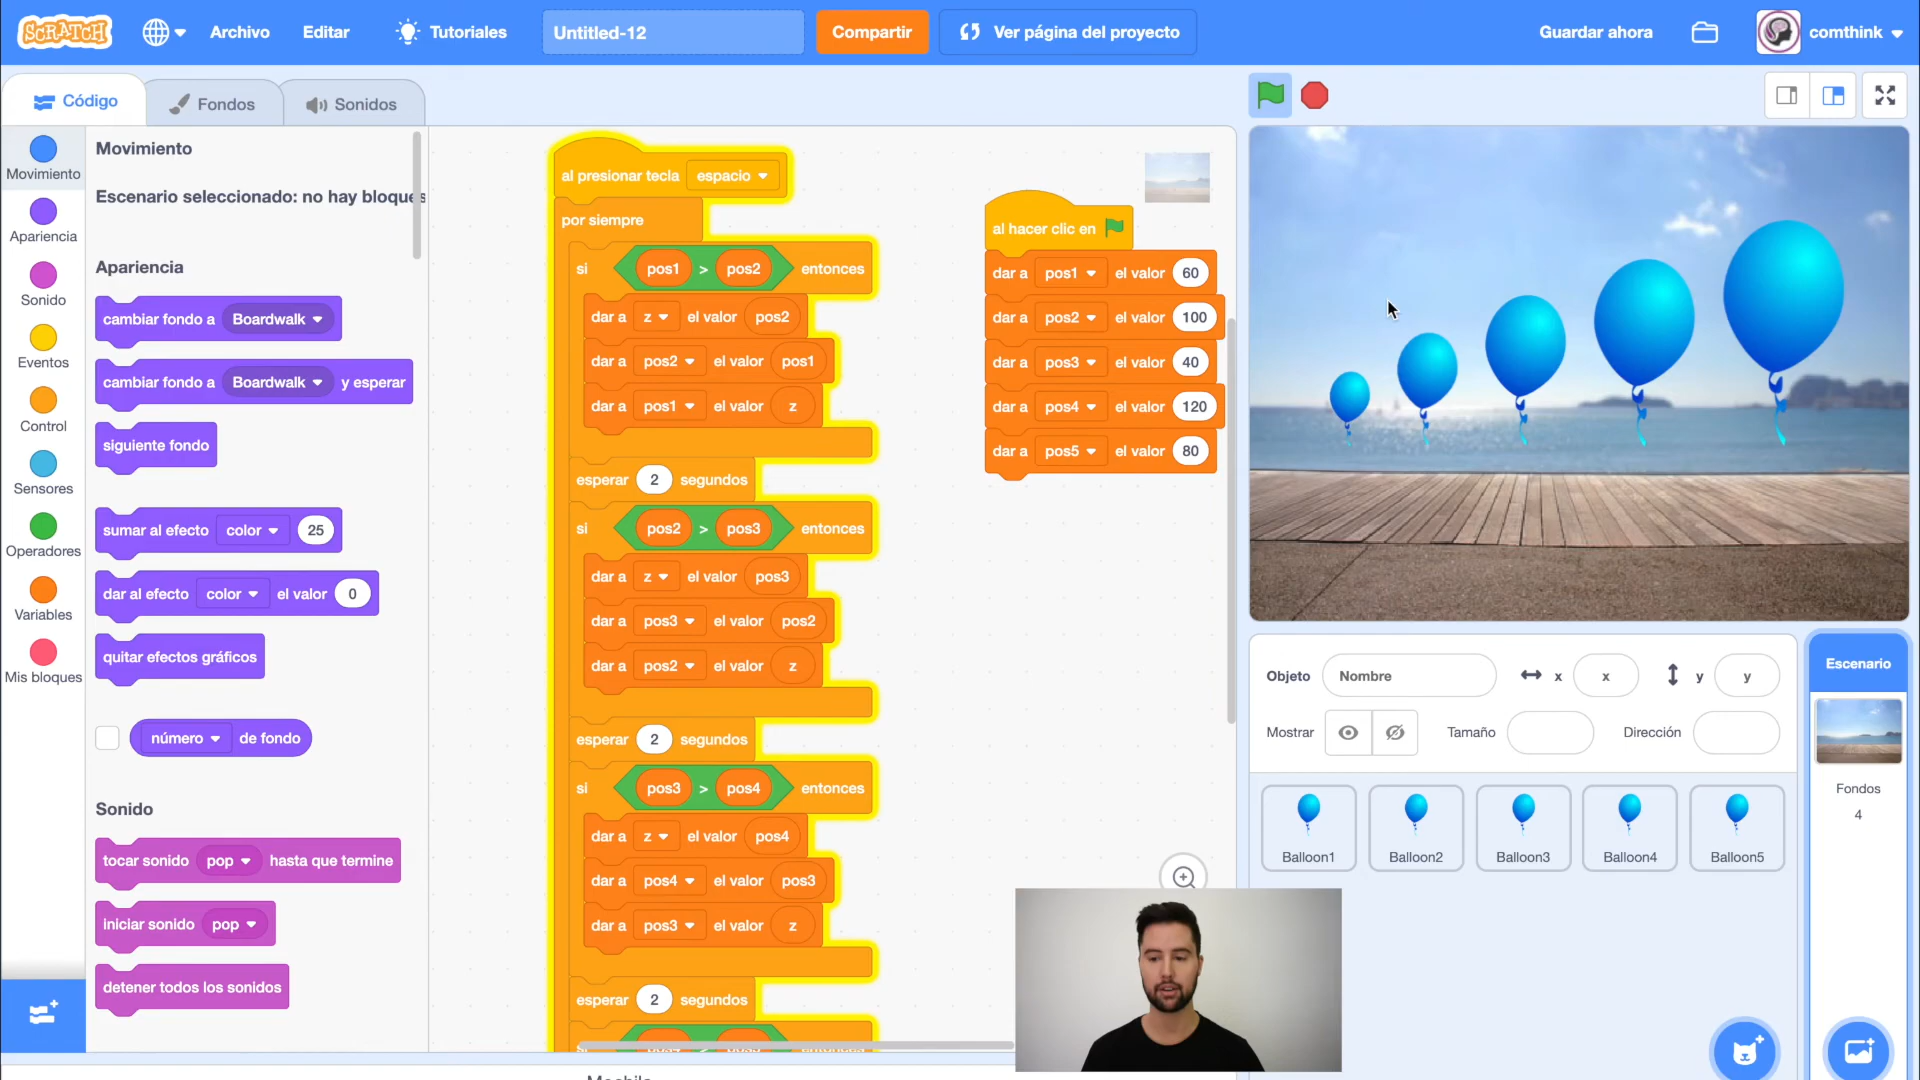 SCRATCH Archivo Editar Tutoriales Untitled-12 Compartir Ver página del proyecto Guardar ahora comthink
Código Fondos Sonidos
Movimiento
Apariencia
Sonido
Eventos
Control
Sensores
Operadores
Variables
Mis bloques
Movimiento
Escenario seleccionado: no hay bloques
Apariencia
cambiar fondo a Boardwalk
cambiar fondo a Boardwalk y esperar
siguiente fondo
sumar al efecto color 25
dar al efecto color el valor 0
quitar efectos gráficos
número de fondo
Sonido
tocar sonido pop hasta que termine
iniciar sonido pop
detener todos los sonidos
al presionar tecla espacio
por siempre
si pos1 > pos2 entonces
dar a z el valor pos2
dar a pos2 el valor pos1
dar a pos1 el valor z
esperar 2 segundos
si pos2 > pos3 entonces
dar a z el valor pos3
dar a pos3 el valor pos2
dar a pos2 el valor z
esperar 2 segundos
si pos3 > pos4 entonces
dar a z el valor pos4
dar a pos4 el valor pos3
dar a pos3 el valor z
esperar 2 segundos
al hacer clic en
dar a pos1 el valor 60
dar a pos2 el valor 100
dar a pos3 el valor 40
dar a pos4 el valor 120
dar a pos5 el valor 80
Objeto Nombre x x y y
Mostrar Tamaño Dirección
Balloon1 Balloon2 Balloon3 Balloon4 Balloon5
Escenario
Fondos
4